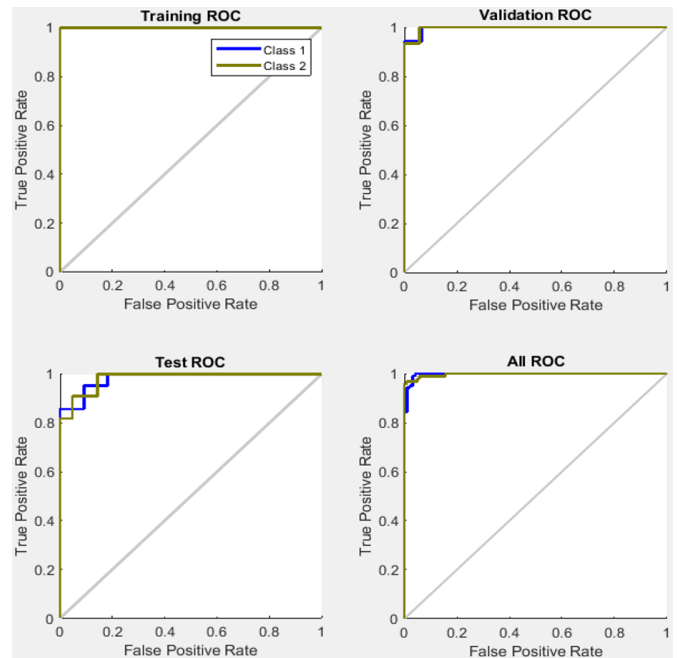 Training ROC
True Positive Rate
1
0.8
0.6
0.4
0.2
0
Class 1
Class 2
0 0.2 0.4 0.6 0.8 1
False Positive Rate
Validation ROC
True Positive Rate
1
0.8
0.6
0.4
0.2
0
0 0.2 0.4 0.6 0.8 1
False Positive Rate
Test ROC
True Positive Rate
1
0.8
0.6
0.4
0.2
0
0 0.2 0.4 0.6 0.8 1
False Positive Rate
All ROC
True Positive Rate
1
0.8
0.6
0.4
0.2
0
0 0.2 0.4 0.6 0.8 1
False Positive Rate